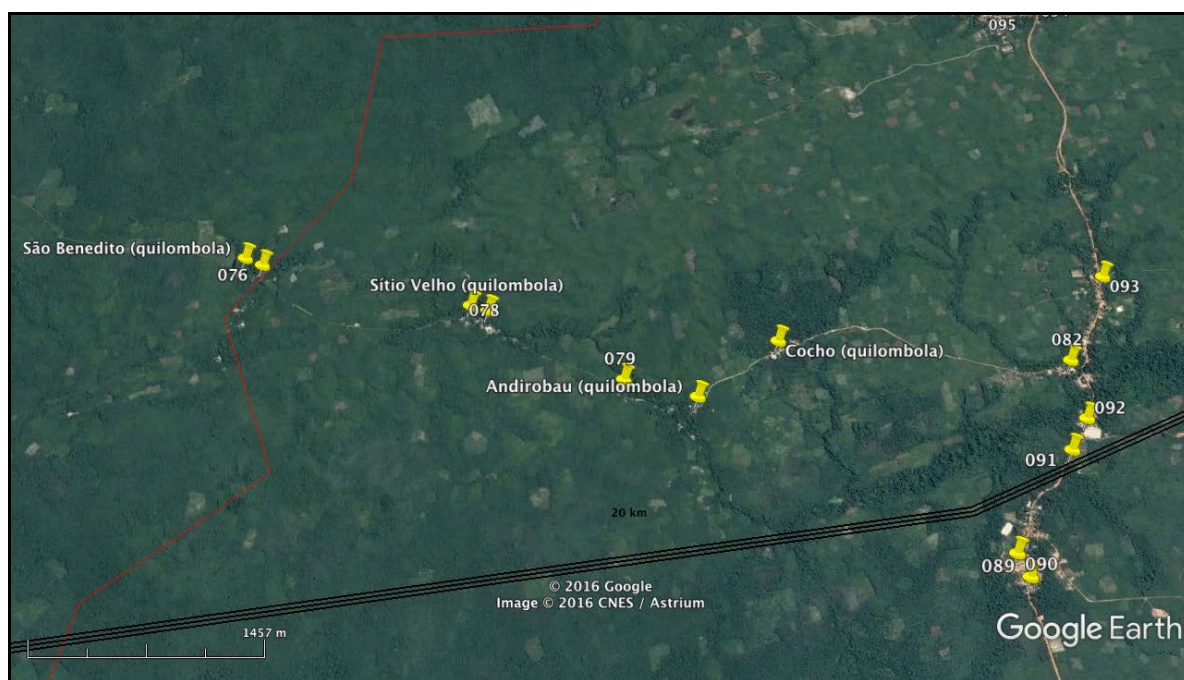 095
São Benedito (quilombola)
076
Sítio Velho (quilombola)
078
093
079
082
Cocho (quilombola)
Andirobau (quilombola)
092
091
20 km
089
090
© 2016 Google
Image © 2016 CNES / Astrium
1457 m
Google Earth